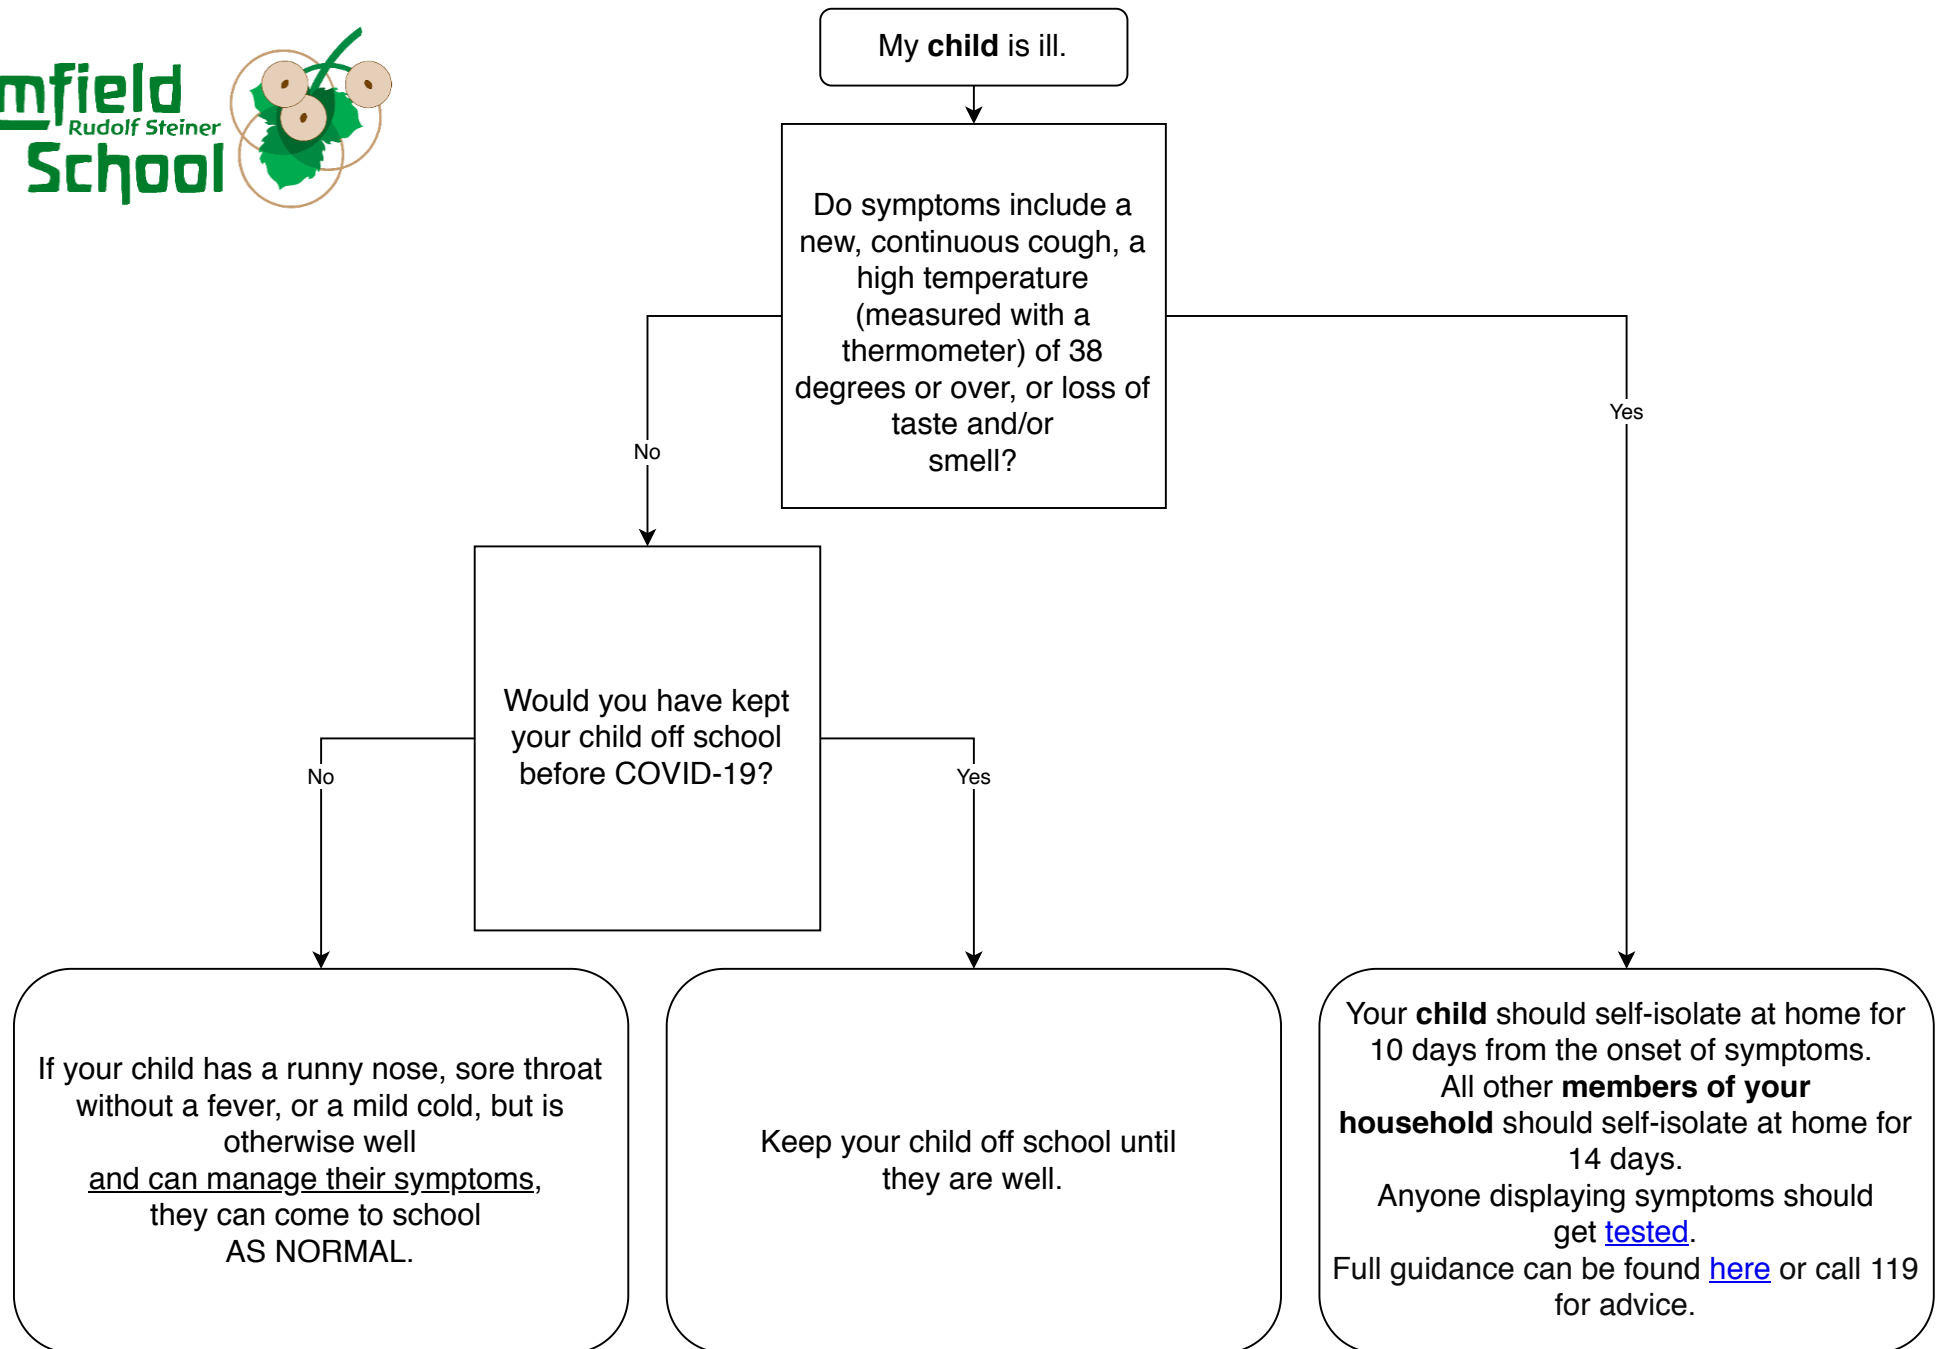 mfield
Rudolf Steiner
School
My child is ill.
Do symptoms include a
new, continuous cough, a
high temperature
(measured with a
thermometer) of 38
degrees or over, or loss of
taste and/or
smell?
No
Yes
Would you have kept
your child off school
before COVID-19?
No
Yes
If your child has a runny nose, sore throat
without a fever, or a mild cold, but is
otherwise well
and can manage their symptoms,
they can come to school
AS NORMAL.
Keep your child off school until
they are well.
Your child should self-isolate at home for
10 days from the onset of symptoms.
All other members of your
household should self-isolate at home for
14 days.
Anyone displaying symptoms should
get tested.
Full guidance can be found here or call 119
for advice.